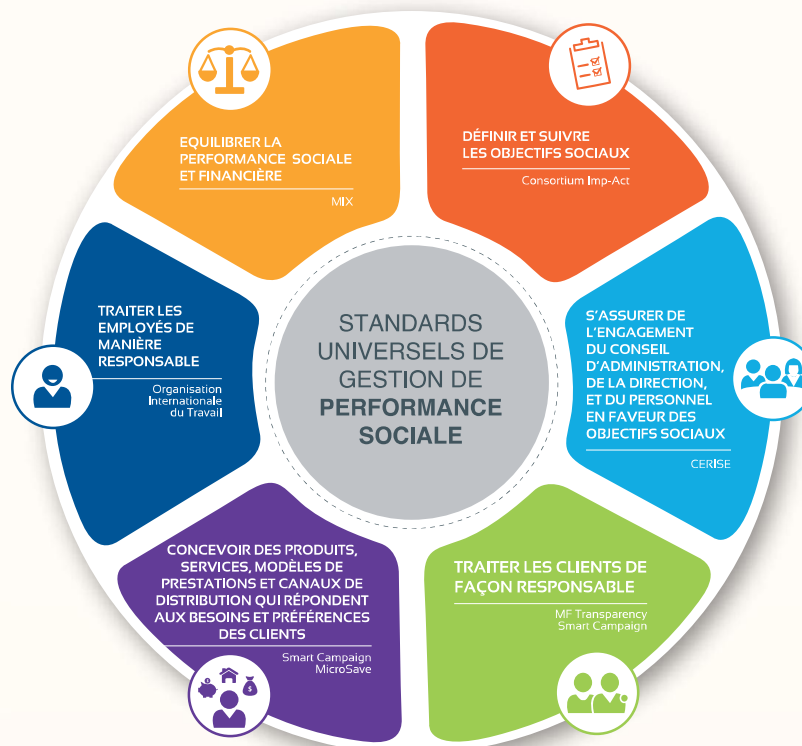 EQUILIBRER LA
PERFORMANCE SOCIALE
ET FINANCIÈRE
MIX
DÉFINIR ET SUIVRE
LES OBJECTIFS SOCIAUX
Consortium Imp-Act
TRAITER LES
EMPLOYÉS DE
MANIÈRE
RESPONSABLE
Organisation
Internationale
du Travail
STANDARDS
UNIVERSELS DE
GESTION DE
PERFORMANCE
SOCIALE
S'ASSURER DE
L'ENGAGEMENT
DU CONSEIL
D'ADMINISTRATION,
DE LA DIRECTION,
ET DU PERSONNEL
EN FAVEUR DES
OBJECTIFS SOCIAUX
CERISE
CONCEVOIR DES PRODUITS,
SERVICES, MODÈLES DE
PRESTATIONS ET CANAUX DE
DISTRIBUTION QUI RÉPONDENT
AUX BESOINS ET PRÉFÉRENCES
DES CLIENTS
Smart Campaign
MicroSave
$
TRAITER LES CLIENTS DE
FAÇON RESPONSABLE
MF Transparency
Smart Campaign